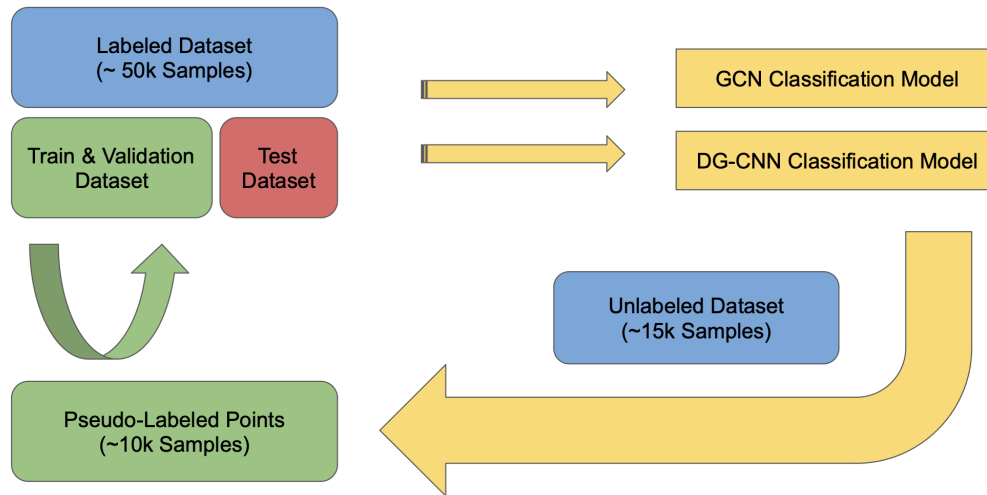 Labeled Dataset
(~ 50k Samples)
GCN Classification Model
Train & Validation
Dataset
Test
Dataset
DG-CNN Classification Model
Unlabeled Dataset
(~15k Samples)
Pseudo-Labeled Points
(~10k Samples)